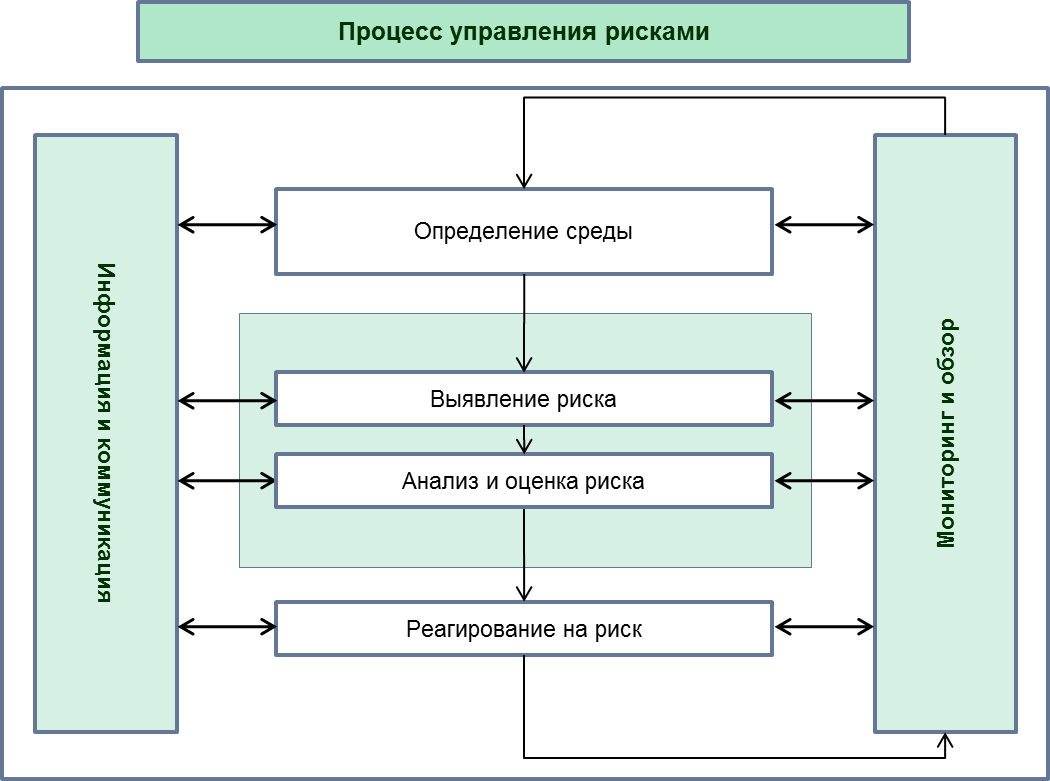 Процесс управления рисками
Информация и коммуникация
Определение среды
Выявление риска
Анализ и оценка риска
Реагирование на риск
Мониторинг и обзор